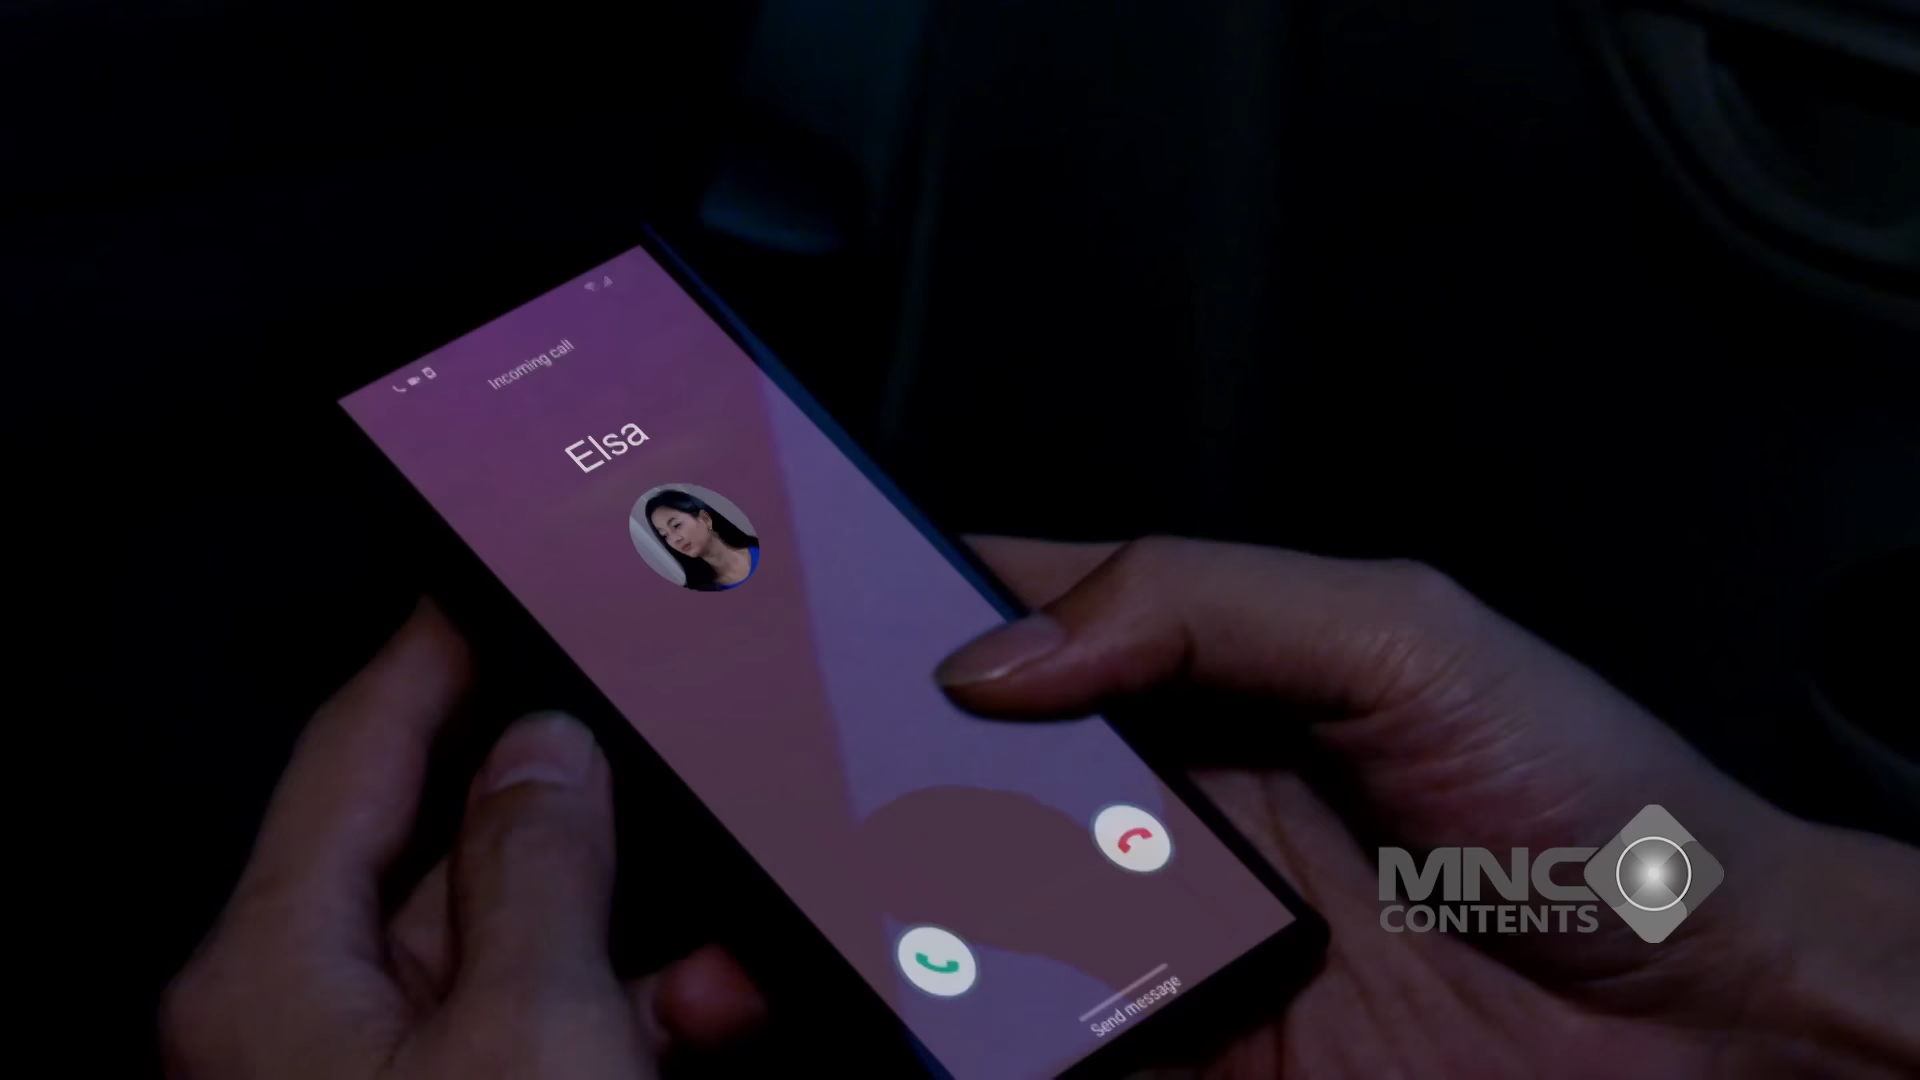 Incoming call
Elsa
Send message
MNC
CONTENTS